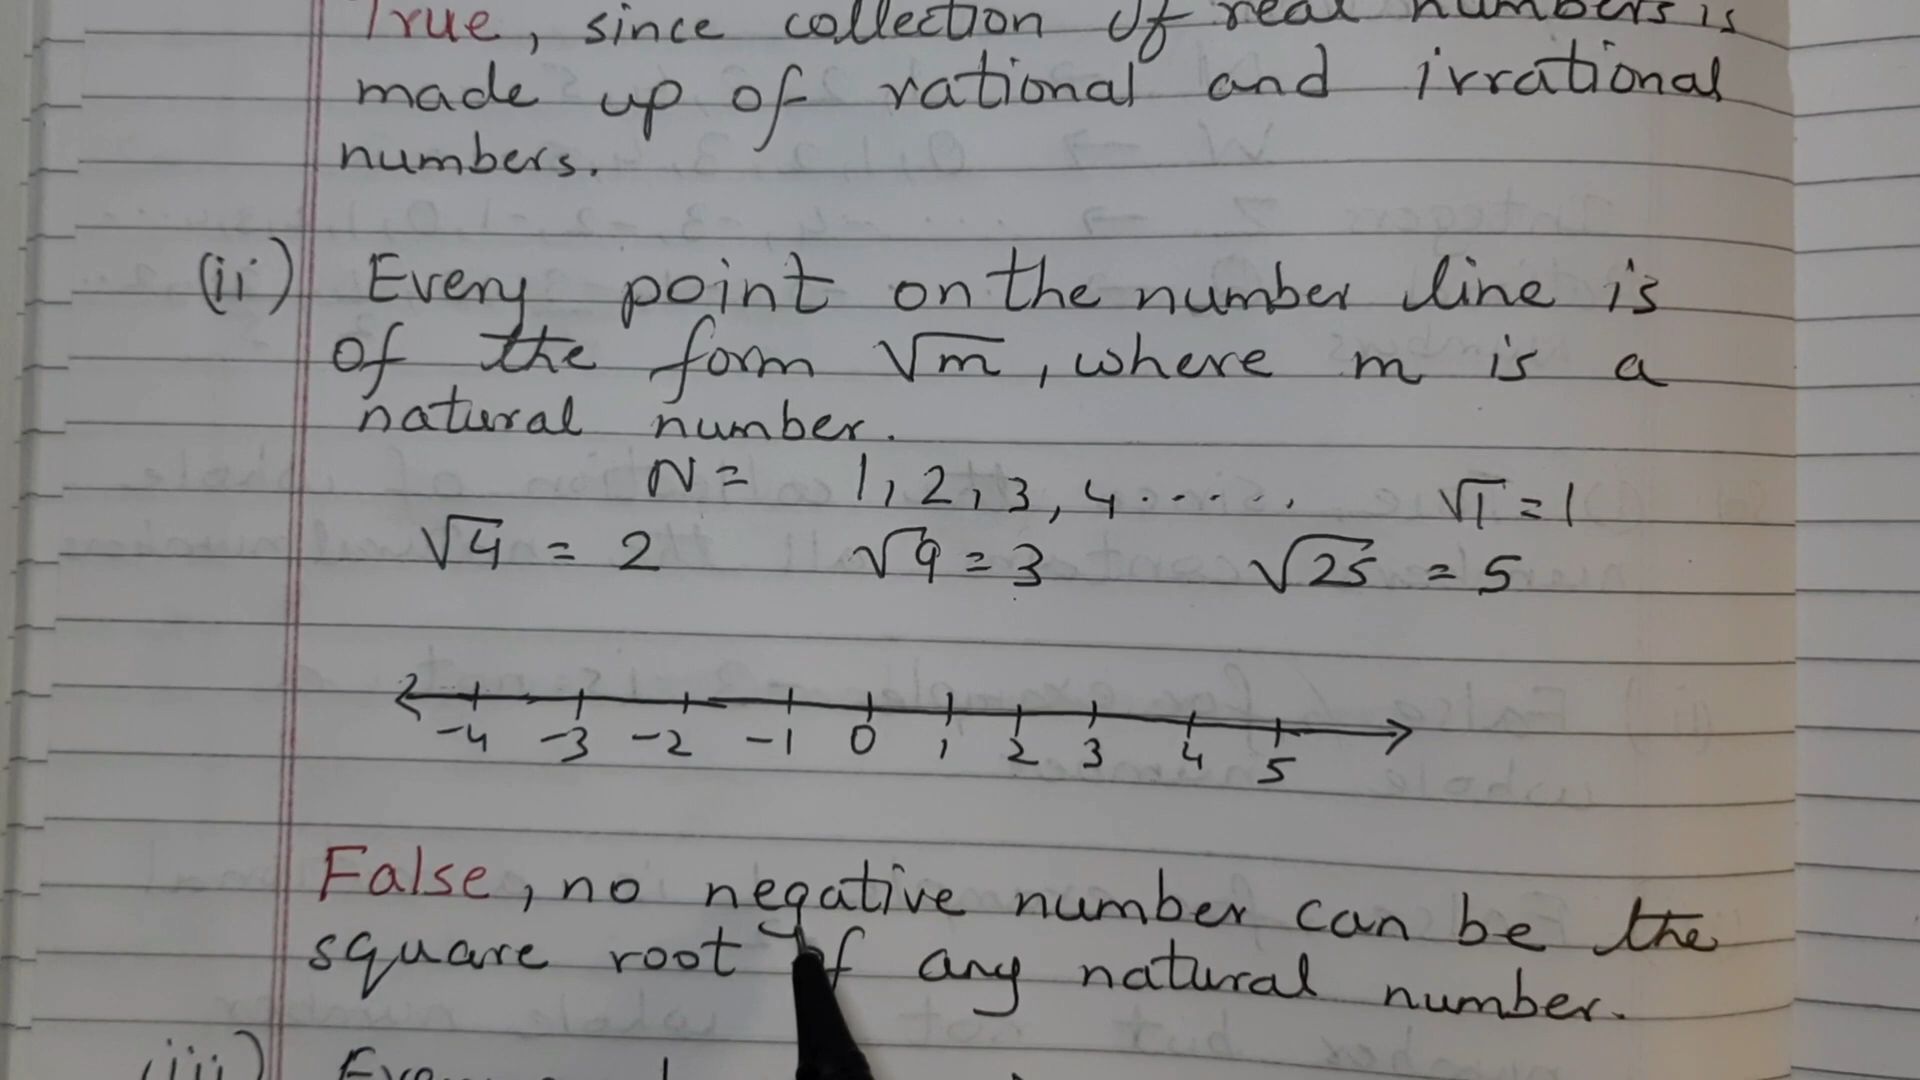 True, since collection of real numbers is
made up of rational and irrational
numbers.
(ii) Every point on the number line is
of the form √m, where m is a
natural number.
N = 1, 2, 3, 4 ..... √1 = 1
√4 = 2 √9 = 3 √25 = 5
-4 -3 -2 -1 0 1 2 3 4 5
False, no negative number can be the
square root of any natural number.
(iii)